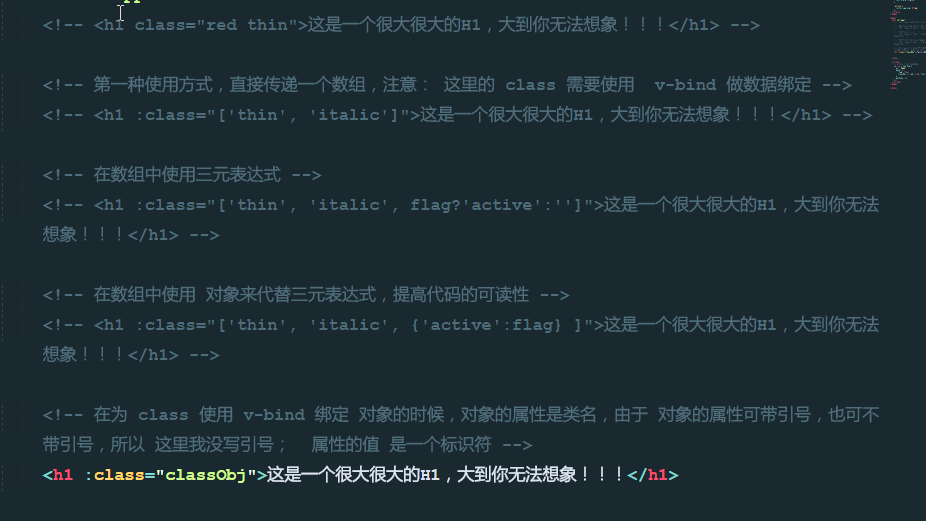 <!-- <h1 class="red thin">这是一个很大很大的H1，大到你无法想象！！！</h1> -->
<!-- 第一种使用方式，直接传递一个数组，注意： 这里的 class 需要使用  v-bind 做数据绑定 -->
<!-- <h1 :class="['thin', 'italic']">这是一个很大很大的H1，大到你无法想象！！！</h1> -->
<!-- 在数组中使用三元表达式 -->
<!-- <h1 :class="['thin', 'italic', flag?'active':'']">这是一个很大很大的H1，大到你无法
想象！！！</h1> -->
<!-- 在数组中使用 对象来代替三元表达式，提高代码的可读性 -->
<!-- <h1 :class="['thin', 'italic', {'active':flag} ]">这是一个很大很大的H1，大到你无法
想象！！！</h1> -->
<!-- 在为 class 使用 v-bind 绑定 对象的时候，对象的属性是类名，由于 对象的属性可带引号，也可不
带引号，所以 这里我没写引号；  属性的值 是一个标识符 -->
<h1 :class="classObj">这是一个很大很大的H1，大到你无法想象！！！</h1>